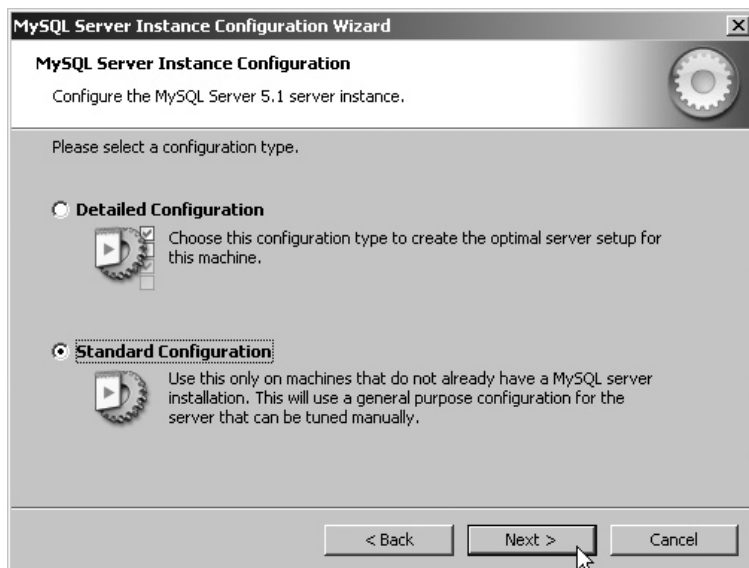 MySQL Server Instance Configuration Wizard
MySQL Server Instance Configuration
Configure the MySQL Server 5.1 server instance.
Please select a configuration type.
Detailed Configuration
Choose this configuration type to create the optimal server setup for
this machine.
Standard Configuration
Use this only on machines that do not already have a MySQL server
installation. This will use a general purpose configuration for the
server that can be tuned manually.
< Back Next > Cancel